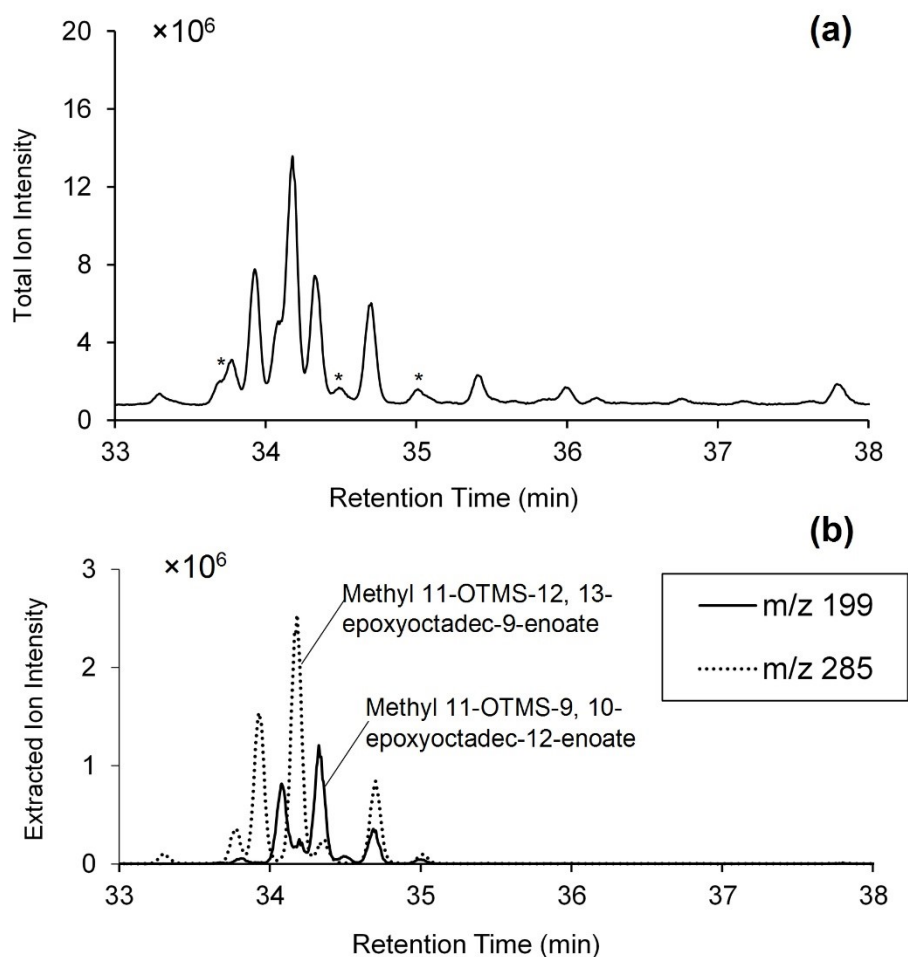 (a)
×10⁶
20
16
12
8
4
0
Total Ion Intensity
*
*
*
33
34
35
36
37
38
Retention Time (min)
(b)
×10⁶
3
2
1
0
Extracted Ion Intensity
Methyl 11-OTMS-12, 13-
epoxyoctadec-9-enoate
Methyl 11-OTMS-9, 10-
epoxyoctadec-12-enoate
m/z 199
m/z 285
33
34
35
36
37
38
Retention Time (min)